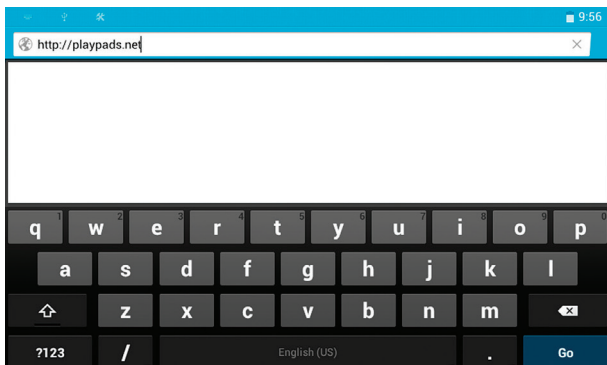 9:56
http://playpads.net
1 2 3 4 5 6 7 8 9 0
q w e r t y u i o p
a s d f g h j k l
z x c v b n m
?123 / English (US) . Go